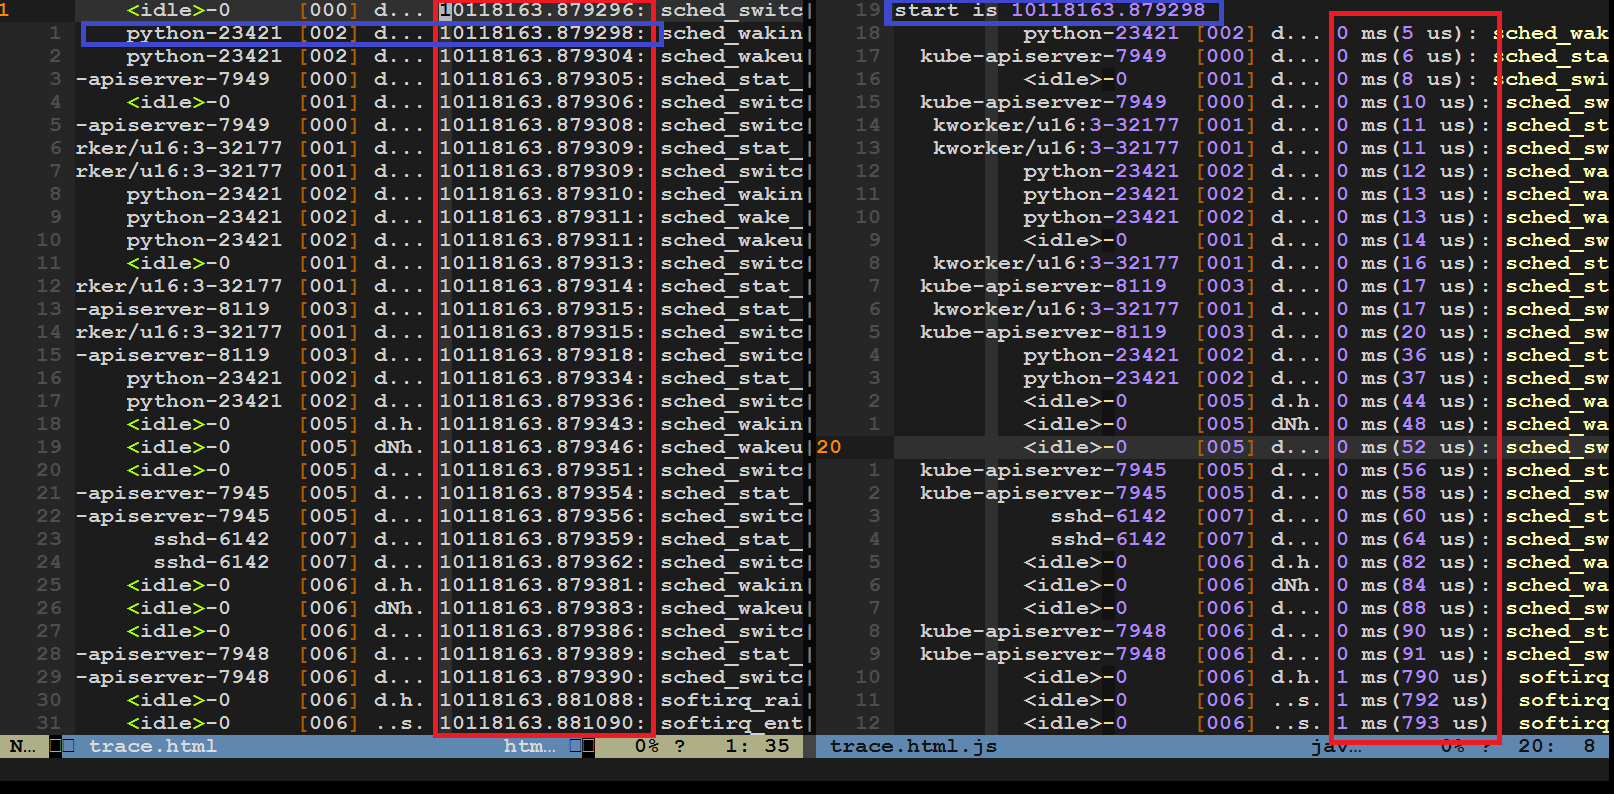 1 <idle>-0 [000] d... 10118163.879296: sched_switc
1 python-23421 [002] d... 10118163.879298: sched_wakin
2 python-23421 [002] d... 10118163.879304: sched_wakeu
3 -apiserver-7949 [000] d... 10118163.879305: sched_stat_
4 <idle>-0 [001] d... 10118163.879306: sched_switc
5 -apiserver-7949 [000] d... 10118163.879308: sched_switc
6 rker/u16:3-32177 [001] d... 10118163.879309: sched_stat_
7 rker/u16:3-32177 [001] d... 10118163.879309: sched_switc
8 python-23421 [002] d... 10118163.879310: sched_wakin
9 python-23421 [002] d... 10118163.879311: sched_wake_
10 python-23421 [002] d... 10118163.879311: sched_wakeu
11 <idle>-0 [001] d... 10118163.879313: sched_switc
12 rker/u16:3-32177 [001] d... 10118163.879314: sched_stat_
13 -apiserver-8119 [003] d... 10118163.879315: sched_stat_
14 rker/u16:3-32177 [001] d... 10118163.879315: sched_switc
15 -apiserver-8119 [003] d... 10118163.879318: sched_switc
16 python-23421 [002] d... 10118163.879334: sched_stat_
17 python-23421 [002] d... 10118163.879336: sched_switc
18 <idle>-0 [005] d.h. 10118163.879343: sched_wakin
19 <idle>-0 [005] dNh. 10118163.879346: sched_wakeu
20 <idle>-0 [005] d... 10118163.879351: sched_switc
21 -apiserver-7945 [005] d... 10118163.879354: sched_stat_
22 -apiserver-7945 [005] d... 10118163.879356: sched_switc
23 sshd-6142 [007] d... 10118163.879359: sched_stat_
24 sshd-6142 [007] d... 10118163.879362: sched_switc
25 <idle>-0 [006] d.h. 10118163.879381: sched_wakin
26 <idle>-0 [006] dNh. 10118163.879383: sched_wakeu
27 <idle>-0 [006] d... 10118163.879386: sched_switc
28 -apiserver-7948 [006] d... 10118163.879389: sched_stat_
29 -apiserver-7948 [006] d... 10118163.879390: sched_switc
30 <idle>-0 [006] d.h. 10118163.881088: softirq_rai
31 <idle>-0 [006] ..s. 10118163.881090: softirq_ent
N… trace.html htm… 0% ? 1: 35
19 start is 10118163.879298
18 python-23421 [002] d... 0 ms(5 us): sched_wak
17 kube-apiserver-7949 [000] d... 0 ms(6 us): sched_sta
16 <idle>-0 [001] d... 0 ms(8 us): sched_swi
15 kube-apiserver-7949 [000] d... 0 ms(10 us): sched_sw
14 kworker/u16:3-32177 [001] d... 0 ms(11 us): sched_st
13 kworker/u16:3-32177 [001] d... 0 ms(11 us): sched_sw
12 python-23421 [002] d... 0 ms(12 us): sched_wa
11 python-23421 [002] d... 0 ms(13 us): sched_wa
10 python-23421 [002] d... 0 ms(13 us): sched_wa
9 <idle>-0 [001] d... 0 ms(14 us): sched_sw
8 kworker/u16:3-32177 [001] d... 0 ms(16 us): sched_st
7 kube-apiserver-8119 [003] d... 0 ms(17 us): sched_st
6 kworker/u16:3-32177 [001] d... 0 ms(17 us): sched_sw
5 kube-apiserver-8119 [003] d... 0 ms(20 us): sched_sw
4 python-23421 [002] d... 0 ms(36 us): sched_st
3 python-23421 [002] d... 0 ms(37 us): sched_sw
2 <idle>-0 [005] d.h. 0 ms(44 us): sched_wa
1 <idle>-0 [005] dNh. 0 ms(48 us): sched_wa
20 <idle>-0 [005] d... 0 ms(52 us): sched_sw
1 kube-apiserver-7945 [005] d... 0 ms(56 us): sched_st
2 kube-apiserver-7945 [005] d... 0 ms(58 us): sched_sw
3 sshd-6142 [007] d... 0 ms(60 us): sched_st
4 sshd-6142 [007] d... 0 ms(64 us): sched_sw
5 <idle>-0 [006] d.h. 0 ms(82 us): sched_wa
6 <idle>-0 [006] dNh. 0 ms(84 us): sched_wa
7 <idle>-0 [006] d... 0 ms(88 us): sched_sw
8 kube-apiserver-7948 [006] d... 0 ms(90 us): sched_st
9 kube-apiserver-7948 [006] d... 0 ms(91 us): sched_sw
10 <idle>-0 [006] d.h. 1 ms(790 us) softirq
11 <idle>-0 [006] ..s. 1 ms(792 us) softirq
12 <idle>-0 [006] ..s. 1 ms(793 us) softirq
trace.html.js jav… 0% ? 20: 8